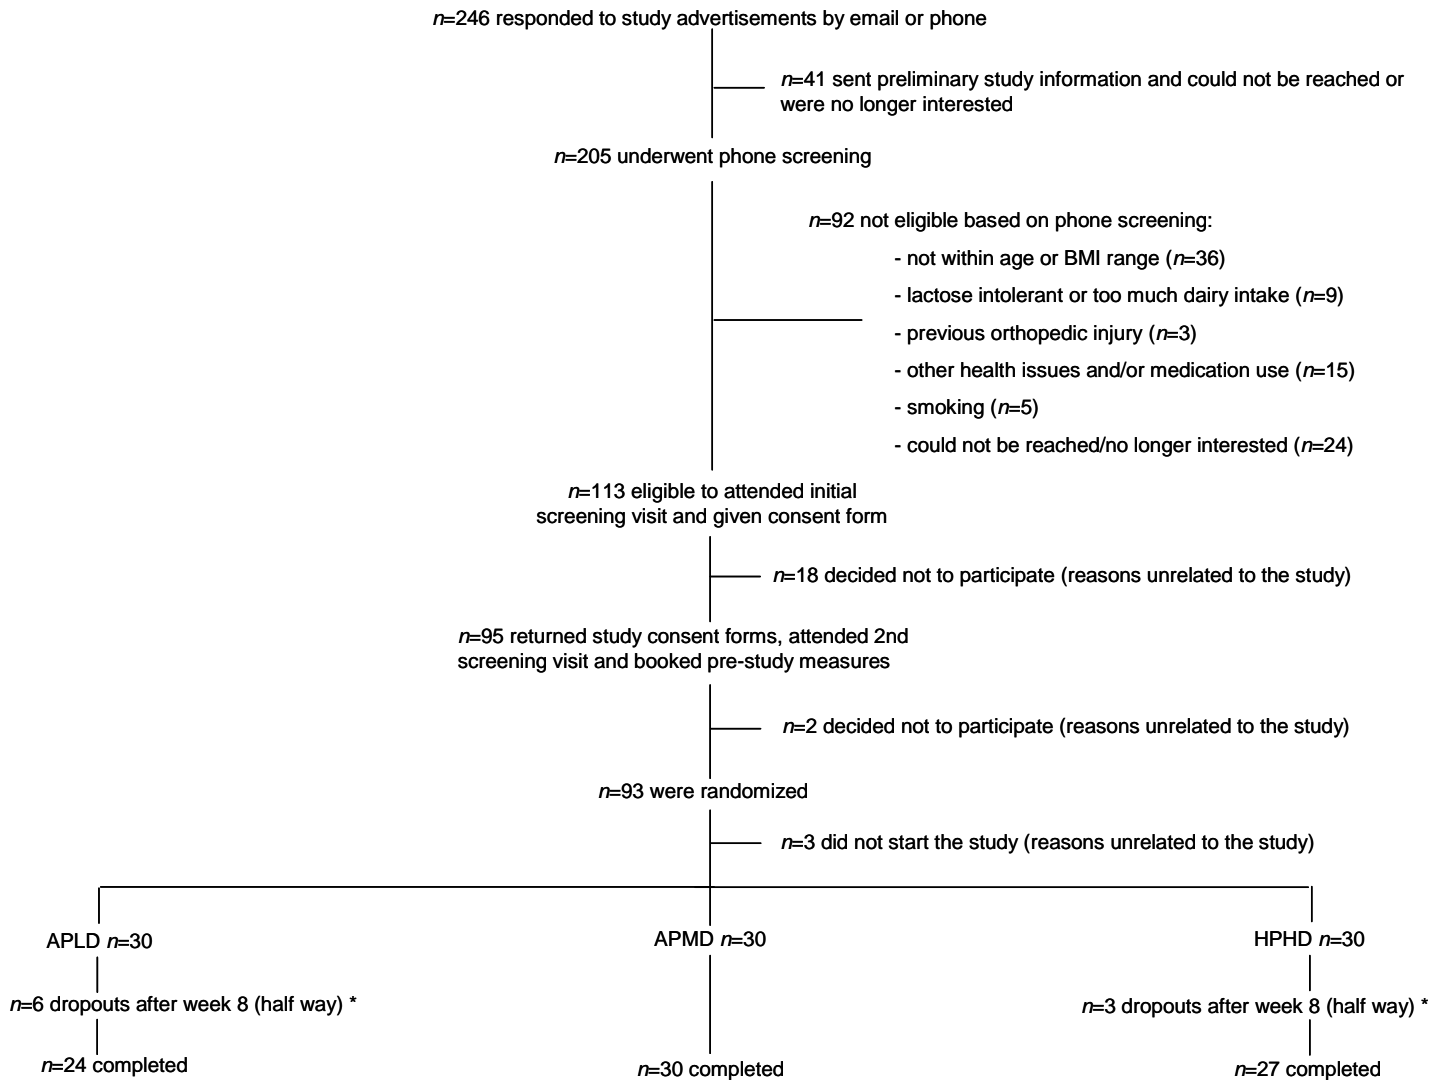 n=246 responded to study advertisements by email or phone
n=41 sent preliminary study information and could not be reached or
were no longer interested
n=205 underwent phone screening
n=92 not eligible based on phone screening:
- not within age or BMI range (n=36)
- lactose intolerant or too much dairy intake (n=9)
- previous orthopedic injury (n=3)
- other health issues and/or medication use (n=15)
- smoking (n=5)
- could not be reached/no longer interested (n=24)
n=113 eligible to attended initial
screening visit and given consent form
n=18 decided not to participate (reasons unrelated to the study)
n=95 returned study consent forms, attended 2nd
screening visit and booked pre-study measures
n=2 decided not to participate (reasons unrelated to the study)
n=93 were randomized
n=3 did not start the study (reasons unrelated to the study)
APLD n=30
APMD n=30
HPHD n=30
n=6 dropouts after week 8 (half way) *
n=3 dropouts after week 8 (half way) *
n=24 completed
n=30 completed
n=27 completed